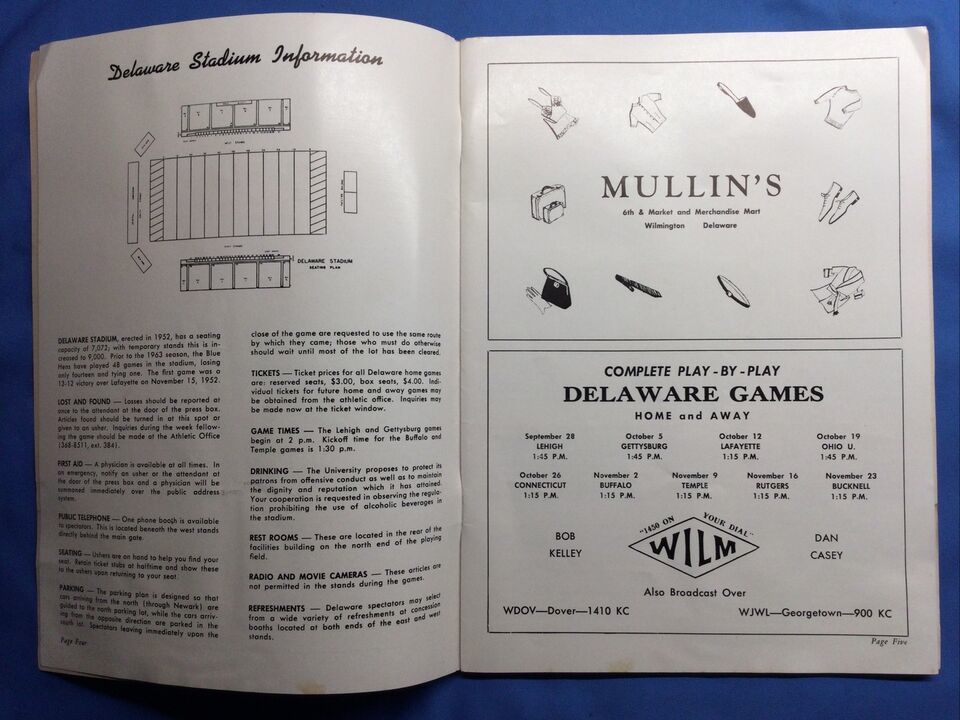 Delaware Stadium Information
WEST STANDS
EAST STANDS
DELAWARE STADIUM
SEATING PLAN
DELAWARE STADIUM, erected in 1952, has a seating
capacity of 7,072; with temporary stands this is in-
creased to 9,000. Prior to the 1963 season, the Blue
Hens have played 48 games in the stadium, losing
only fourteen and tying one. The first game was a
13-12 victory over Lafayette on November 15, 1952.
LOST AND FOUND — Losses should be reported at
once to the attendant at the door of the press box.
Articles found should be turned in at this spot or
given to an usher. Inquiries during the week follow-
ing the game should be made at the Athletic Office
(368-8511, ext. 384).
FIRST AID — A physician is available at all times. In
an emergency, notify an usher or the attendant at
the door of the press box and a physician will be
summoned immediately over the public address
system.
PUBLIC TELEPHONE — One phone booth is available
to spectators. This is located beneath the west stands
directly behind the main gate.
SEATING — Ushers are on hand to help you find your
seat. Retain ticket stubs at halftime and show these
to the ushers upon returning to your seat.
PARKING — The parking plan is designed so that
cars arriving from the north (through Newark) are
guided to the north parking lot, while the cars arriv-
ing from the opposite direction are parked in the
south lot. Spectators leaving immediately upon the
Page Four
close of the game are requested to use the same route
by which they came; those who must do otherwise
should wait until most of the lot has been cleared.
TICKETS — Ticket prices for all Delaware home games
are: reserved seats, $3.00, box seats, $4.00. Indi-
vidual tickets for future home and away games may
be obtained from the athletic office. Inquiries may
be made now at the ticket window.
GAME TIMES — The Lehigh and Gettysburg games
begin at 2 p.m. Kickoff time for the Buffalo and
Temple games is 1:30 p.m.
DRINKING — The University proposes to protect its
patrons from offensive conduct as well as to maintain
the dignity and reputation which it has attained.
Your cooperation is requested in observing the regula-
tion prohibiting the use of alcoholic beverages in
the stadium.
REST ROOMS — These are located in the rear of the
facilities building on the north end of the playing
field.
RADIO AND MOVIE CAMERAS — These articles are
not permitted in the stands during the games.
REFRESHMENTS — Delaware spectators may select
from a wide variety of refreshments at concession
booths located at both ends of the east and west
stands.
MULLIN'S
6th & Market and Merchandise Mart
Wilmington Delaware
COMPLETE PLAY-BY-PLAY
DELAWARE GAMES
HOME and AWAY
September 28 October 5 October 12 October 19
LEHIGH GETTYSBURG LAFAYETTE OHIO U.
1:45 P.M. 1:45 P.M. 1:15 P.M. 1:45 P.M.
October 26 November 2 November 9 November 16 November 23
CONNECTICUT BUFFALO TEMPLE RUTGERS BUCKNELL
1:15 P.M. 1:15 P.M. 1:15 P.M. 1:15 P.M. 1:15 P.M.
"1450 ON YOUR DIAL"
BOB KELLEY
WILM
DAN CASEY
Also Broadcast Over
WDOV—Dover—1410 KC WJWL—Georgetown—900 KC
Page Five